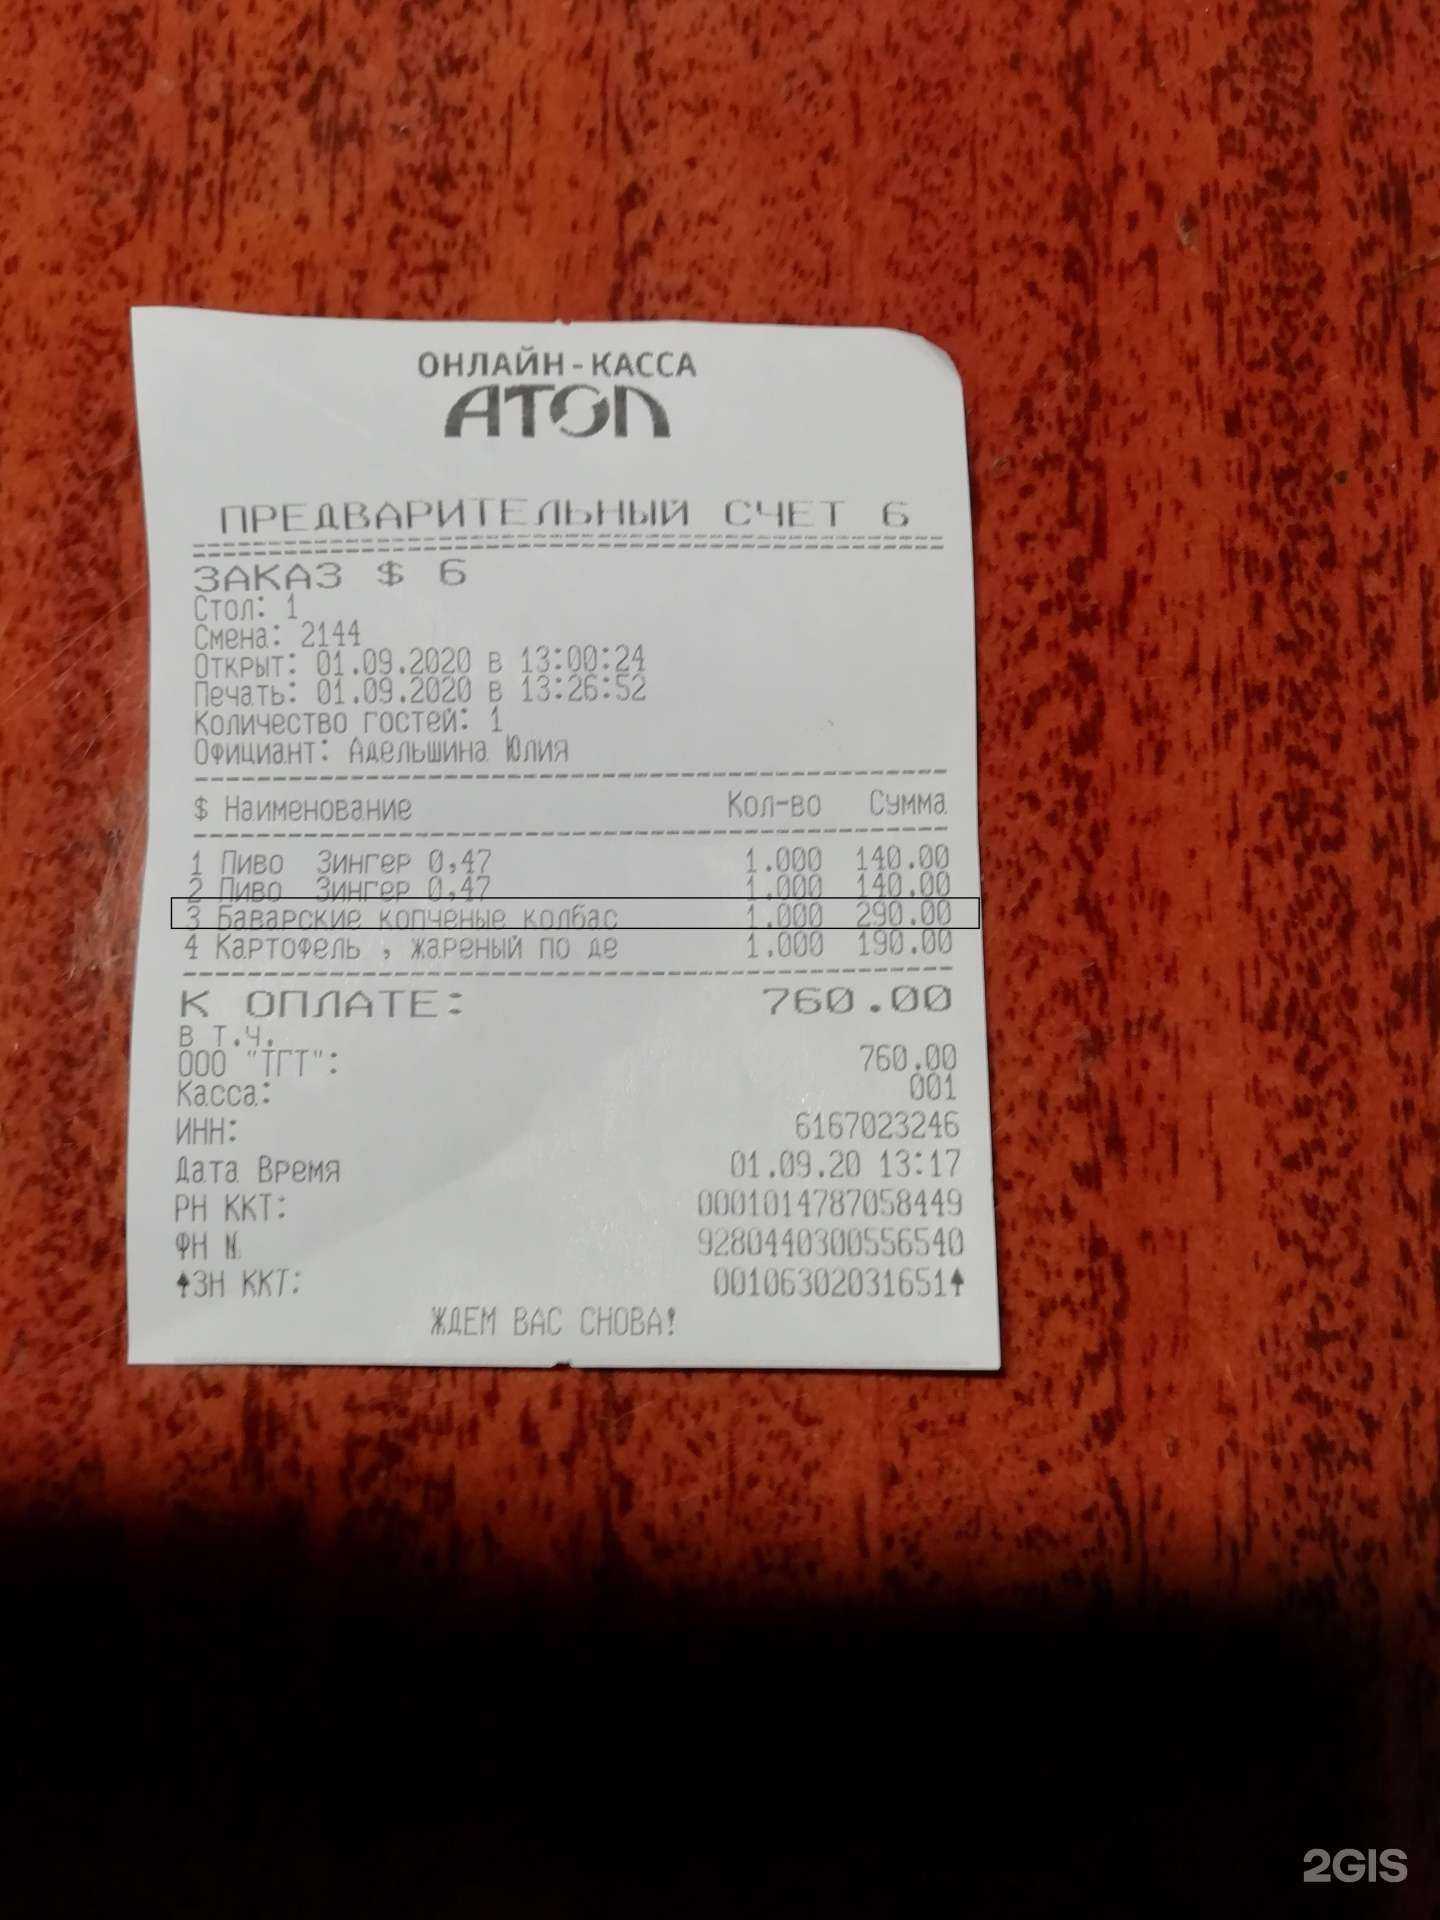 ОНЛАЙН-КАССА
АТОЛ
ПРЕДВАРИТЕЛЬНЫЙ СЧЕТ 6
ЗАКАЗ $ 6
Стол: 1
Смена: 2144
Открыт: 01.09.2020 в 13:00:24
Печать: 01.09.2020 в 13:26:52
Количество гостей: 1
Официант: Адельшина Юлия
$ Наименование Кол-во Сумма
1 Пиво Зингер 0,47 1.000 140.00
2 Пиво Зингер 0,47 1.000 140.00
3 Баварские копченые колбас 1.000 290.00
4 Картофель , жареный по де 1.000 190.00
К ОПЛАТЕ: 760.00
в т.ч.
ООО "ТГТ": 760.00
Касса: 001
ИНН: 6167023246
Дата Время 01.09.20 13:17
РН ККТ: 0001014787058449
ФН № 9280440300556540
↑ЗН ККТ: 00106302031651↑
ЖДЕМ ВАС СНОВА!
2GIS